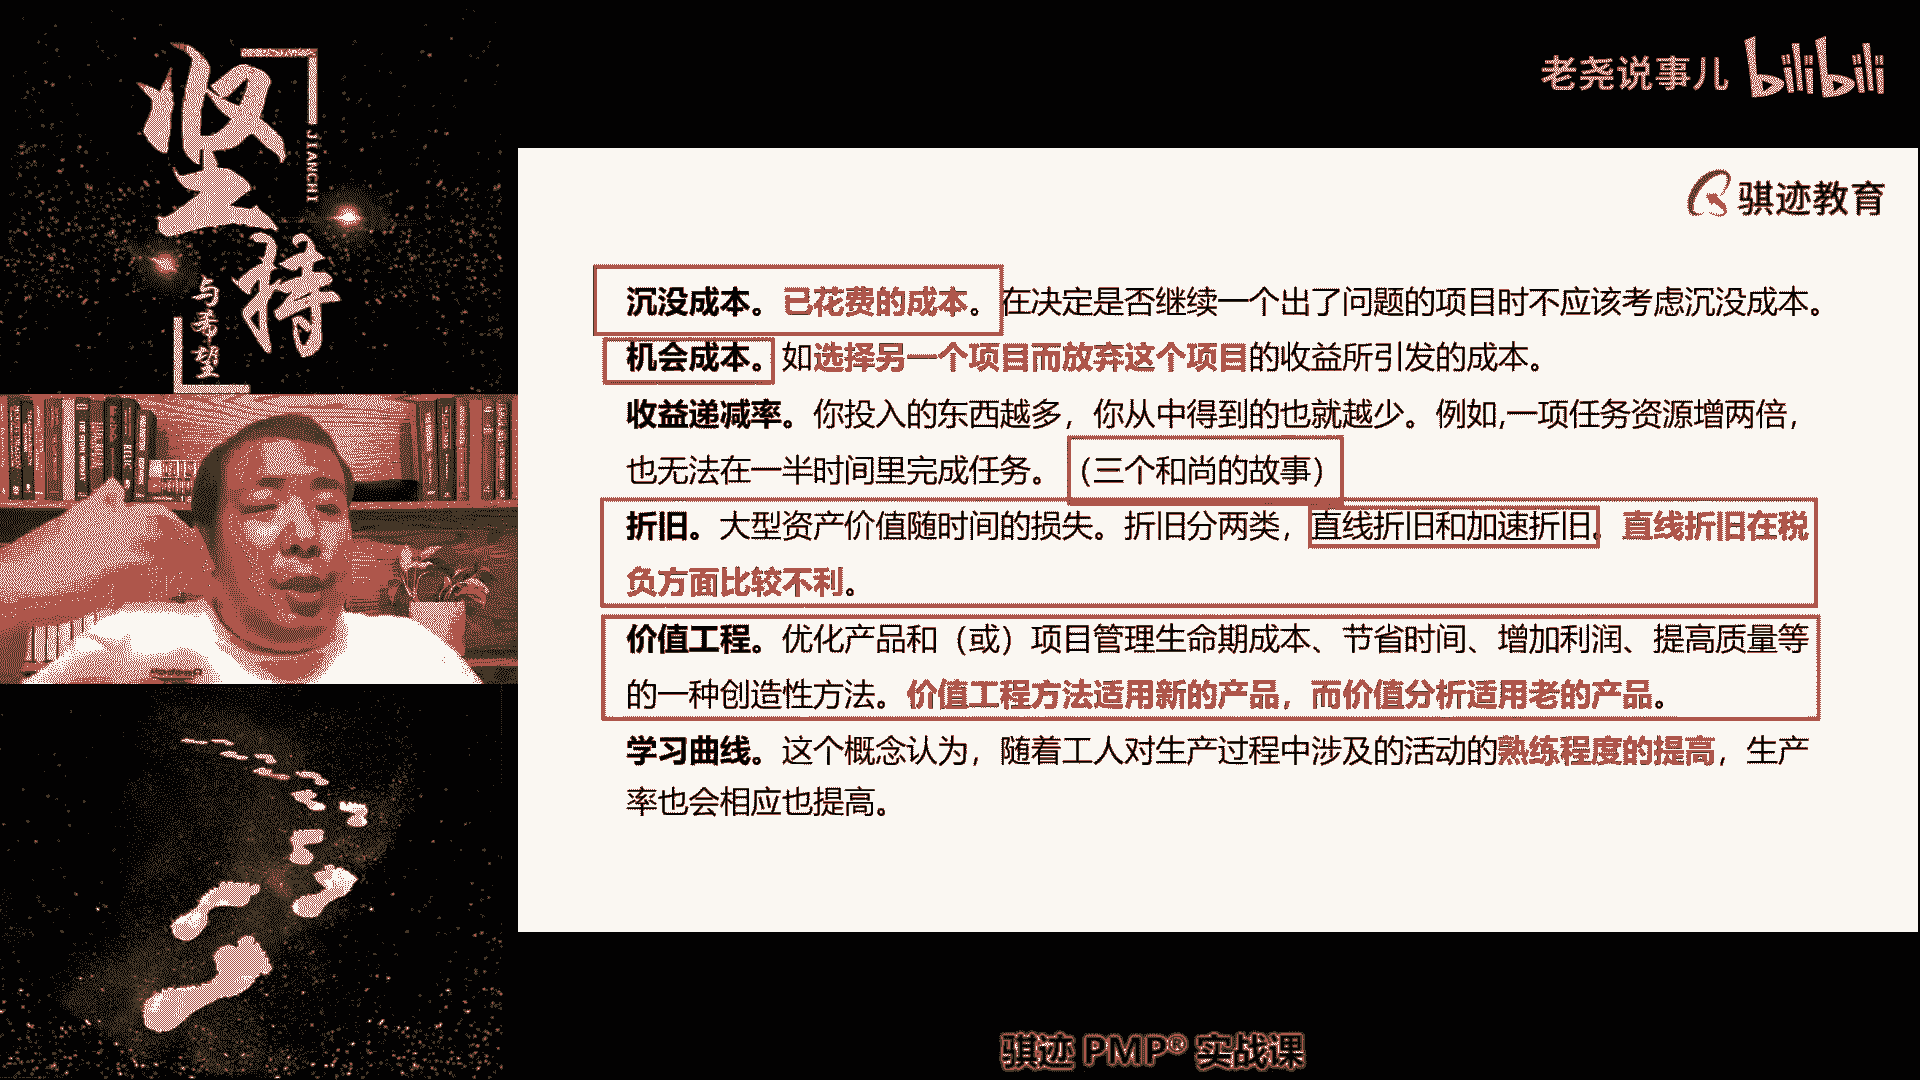 坚持
JIANCHI
与希望
老尧说事儿 bilibili
骐迹教育
沉没成本。已花费的成本。在决定是否继续一个出了问题的项目时不应该考虑沉没成本。
机会成本。如选择另一个项目而放弃这个项目的收益所引发的成本。
收益递减率。你投入的东西越多，你从中得到的也就越少。例如,一项任务资源增两倍，
也无法在一半时间里完成任务。（三个和尚的故事）
折旧。大型资产价值随时间的损失。折旧分两类，直线折旧和加速折旧。直线折旧在税
负方面比较不利。
价值工程。优化产品和（或）项目管理生命期成本、节省时间、增加利润、提高质量等
的一种创造性方法。价值工程方法适用新的产品，而价值分析适用老的产品。
学习曲线。这个概念认为，随着工人对生产过程中涉及的活动的熟练程度的提高，生产
率也会相应也提高。
骐迹 PMP® 实战课